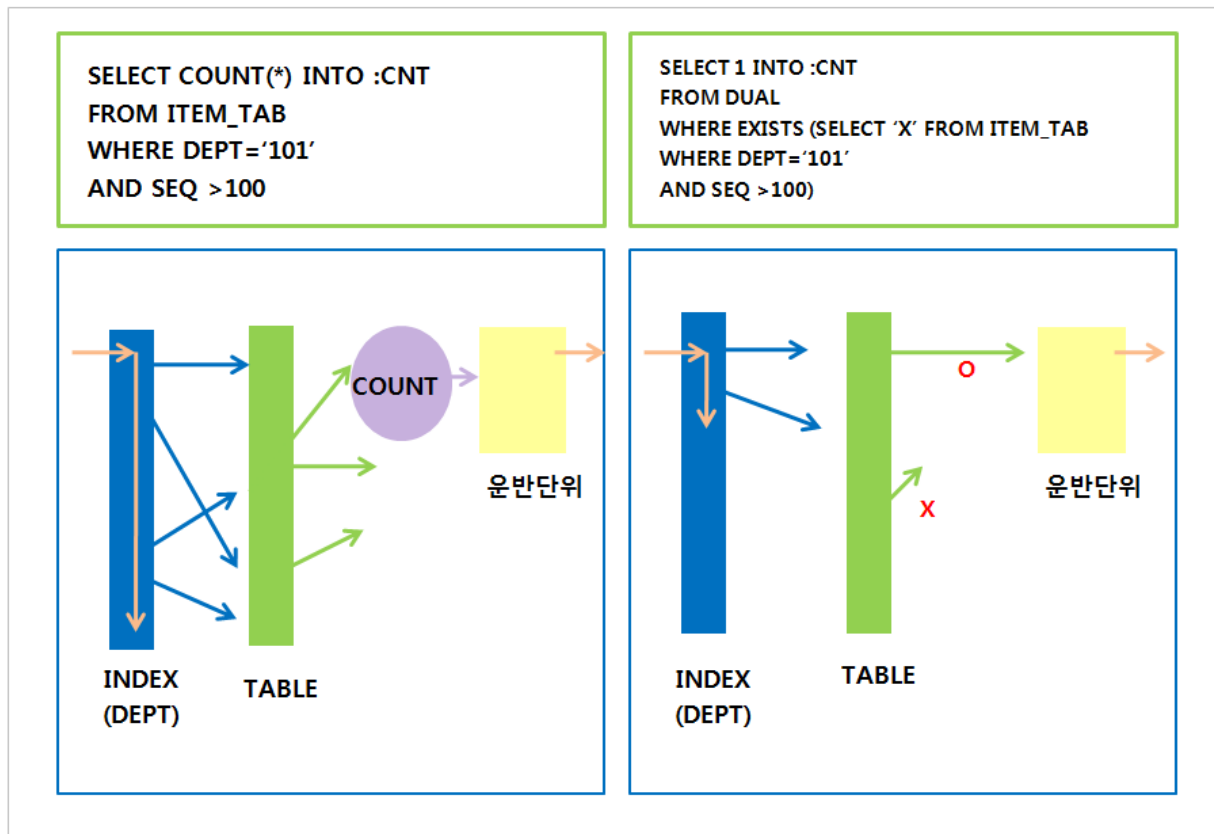 SELECT COUNT(*) INTO :CNT
FROM ITEM_TAB
WHERE DEPT=‘101’
AND SEQ >100
SELECT 1 INTO :CNT
FROM DUAL
WHERE EXISTS (SELECT ‘X’ FROM ITEM_TAB
WHERE DEPT=‘101’
AND SEQ >100)
COUNT
운반단위
INDEX
(DEPT)
TABLE
O
X
운반단위
INDEX
(DEPT)
TABLE